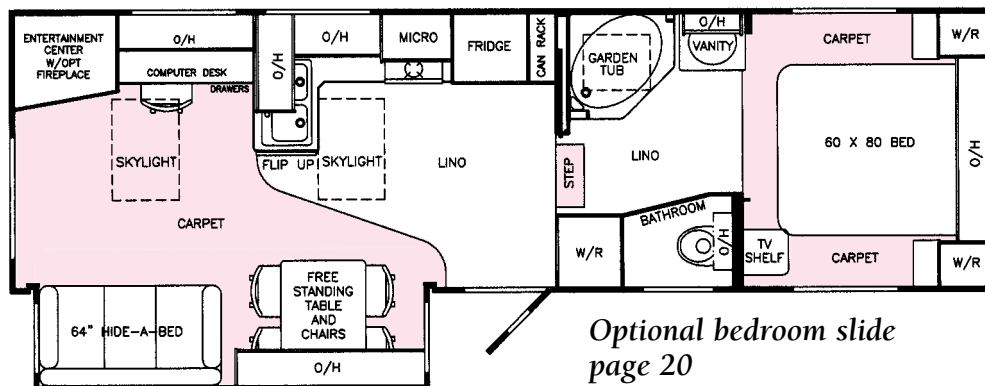 ENTERTAINMENT
CENTER
W/OPT
FIREPLACE
O/H
COMPUTER DESK
DRAWERS
O/H
O/H
MICRO
FRIDGE
CAN RACK
GARDEN
TUB
O/H
VANITY
CARPET
W/R
SKYLIGHT
FLIP UP
SKYLIGHT
LINO
STEP
LINO
60 X 80 BED
O/H
CARPET
BATHROOM
W/R
O/H
TV
SHELF
CARPET
W/R
64" HIDE-A-BED
FREE
STANDING
TABLE
AND
CHAIRS
O/H
Optional bedroom slide
page 20